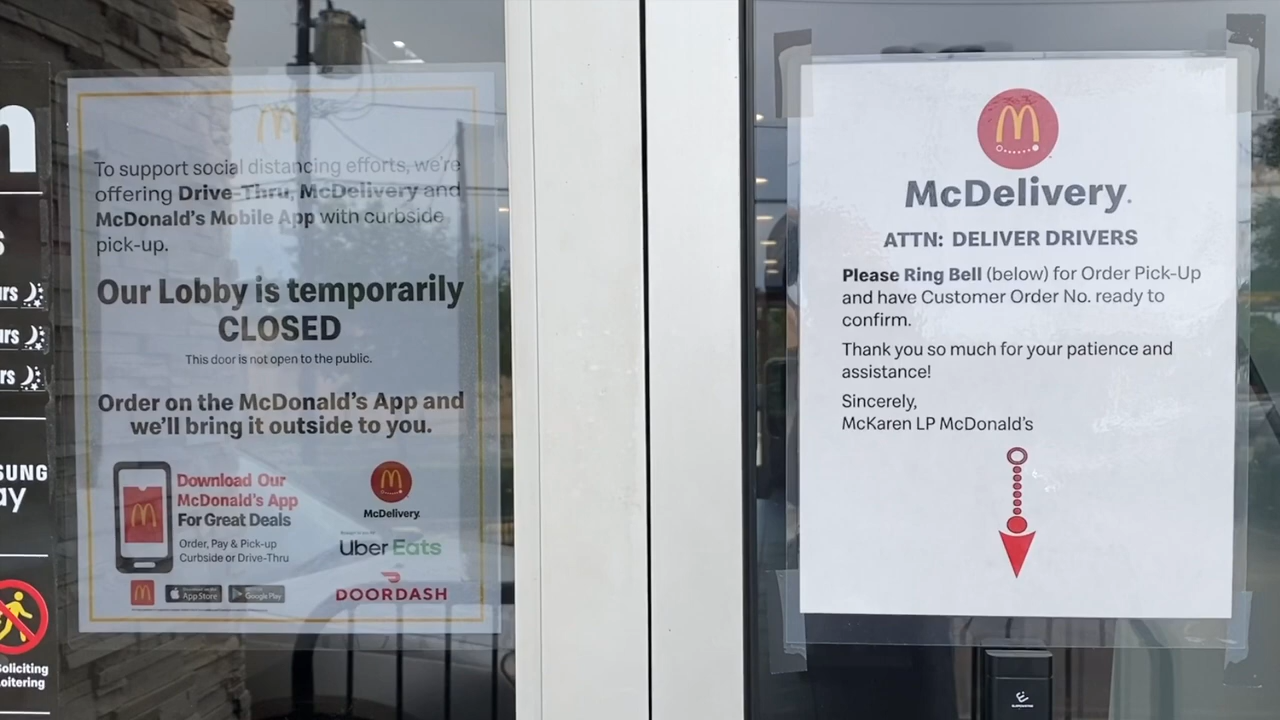 To support social distancing efforts, we're
offering Drive-Thru, McDelivery and
McDonald's Mobile App with curbside
pick-up.
Our Lobby is temporarily
CLOSED
This door is not open to the public.
Order on the McDonald's App and
we'll bring it outside to you.
Download Our
McDonald's App
For Great Deals
Order, Pay & Pick-up
Curbside or Drive-Thru
App Store
Google Play
McDelivery
Uber Eats
DOORDASH
McDelivery.
ATTN: DELIVER DRIVERS
Please Ring Bell (below) for Order Pick-Up
and have Customer Order No. ready to
confirm.
Thank you so much for your patience and
assistance!
Sincerely,
McKaren LP McDonald's